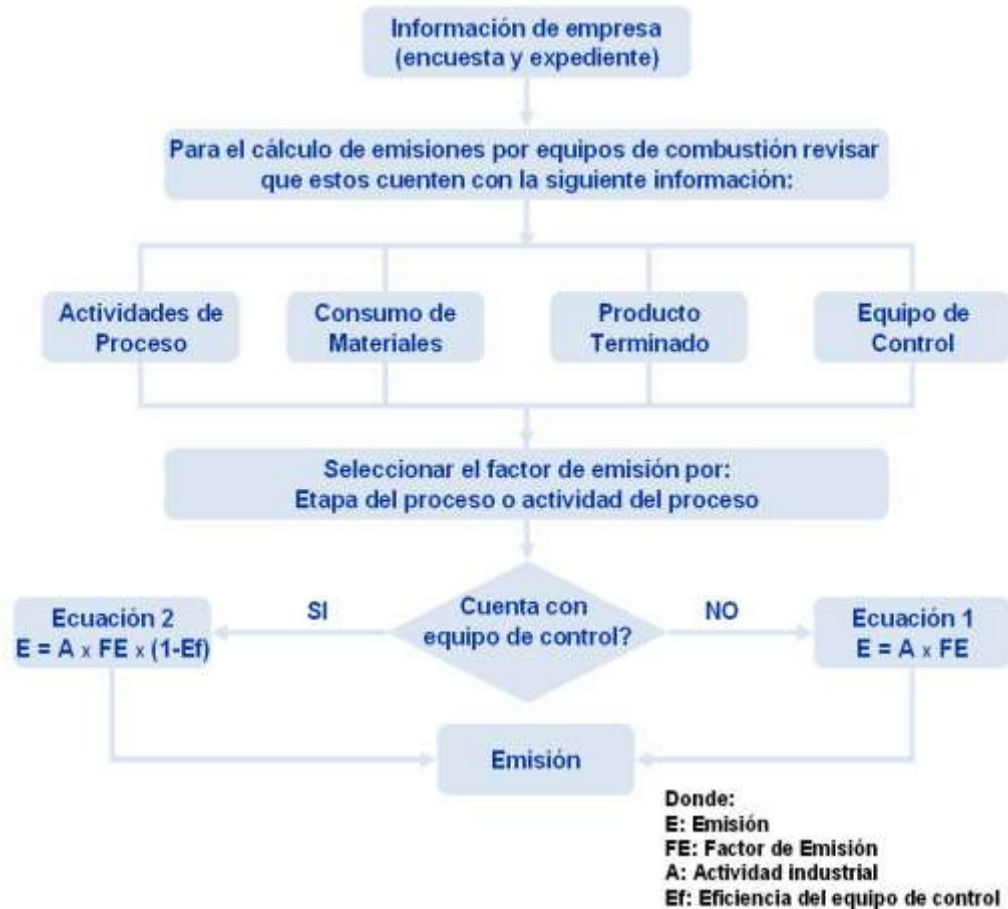 Información de empresa
(encuesta y expediente)
Para el cálculo de emisiones por equipos de combustión revisar
que estos cuenten con la siguiente información:
Actividades de
Proceso
Consumo de
Materiales
Producto
Terminado
Equipo de
Control
Seleccionar el factor de emisión por:
Etapa del proceso o actividad del proceso
Cuenta con
equipo de control?
SI
NO
Ecuación 2
E = A x FE x (1-Ef)
Ecuación 1
E = A x FE
Emisión
Donde:
E: Emisión
FE: Factor de Emisión
A: Actividad industrial
Ef: Eficiencia del equipo de control